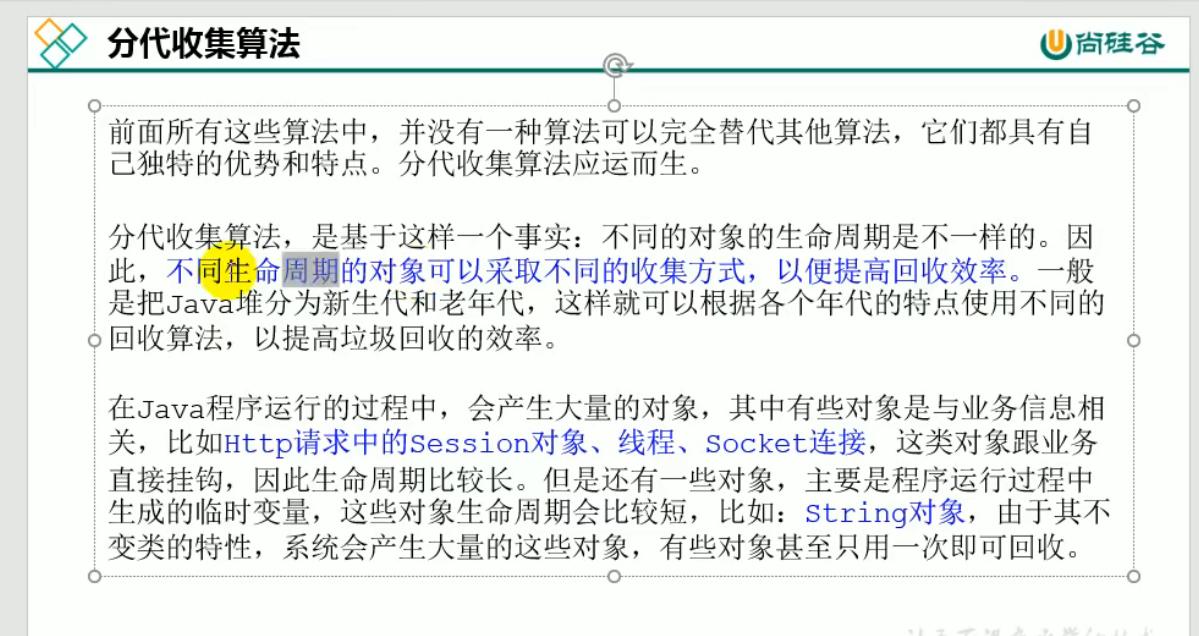 分代收集算法
尚硅谷
前面所有这些算法中，并没有一种算法可以完全替代其他算法，它们都具有自
己独特的优势和特点。分代收集算法应运而生。
分代收集算法，是基于这样一个事实：不同的对象的生命周期是不一样的。因
此，不同生命周期的对象可以采取不同的收集方式，以便提高回收效率。一般
是把Java堆分为新生代和老年代，这样就可以根据各个年代的特点使用不同的
回收算法，以提高垃圾回收的效率。
在Java程序运行的过程中，会产生大量的对象，其中有些对象是与业务信息相
关，比如Http请求中的Session对象、线程、Socket连接，这类对象跟业务
直接挂钩，因此生命周期比较长。但是还有一些对象，主要是程序运行过程中
生成的临时变量，这些对象生命周期会比较短，比如：String对象，由于其不
变类的特性，系统会产生大量的这些对象，有些对象甚至只用一次即可回收。